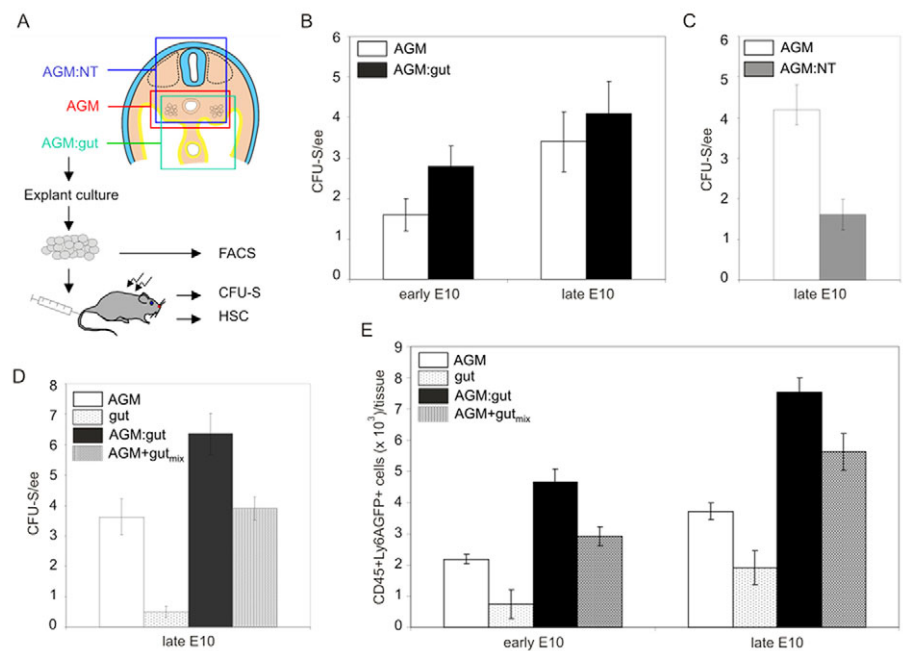 A
AGM:NT
AGM
AGM:gut
Explant culture
FACS
CFU-S
HSC
B
AGM
AGM:gut
CFU-S/ee
6
5
4
3
2
1
0
early E10
late E10
C
AGM
AGM:NT
CFU-S/ee
6
5
4
3
2
1
0
late E10
D
AGM
gut
AGM:gut
AGM+gutmix
CFU-S/ee
8
7
6
5
4
3
2
1
0
late E10
E
AGM
gut
AGM:gut
AGM+gutmix
CD45+Ly6AGFP+ cells (x 10³)/tissue
9
8
7
6
5
4
3
2
1
0
early E10
late E10